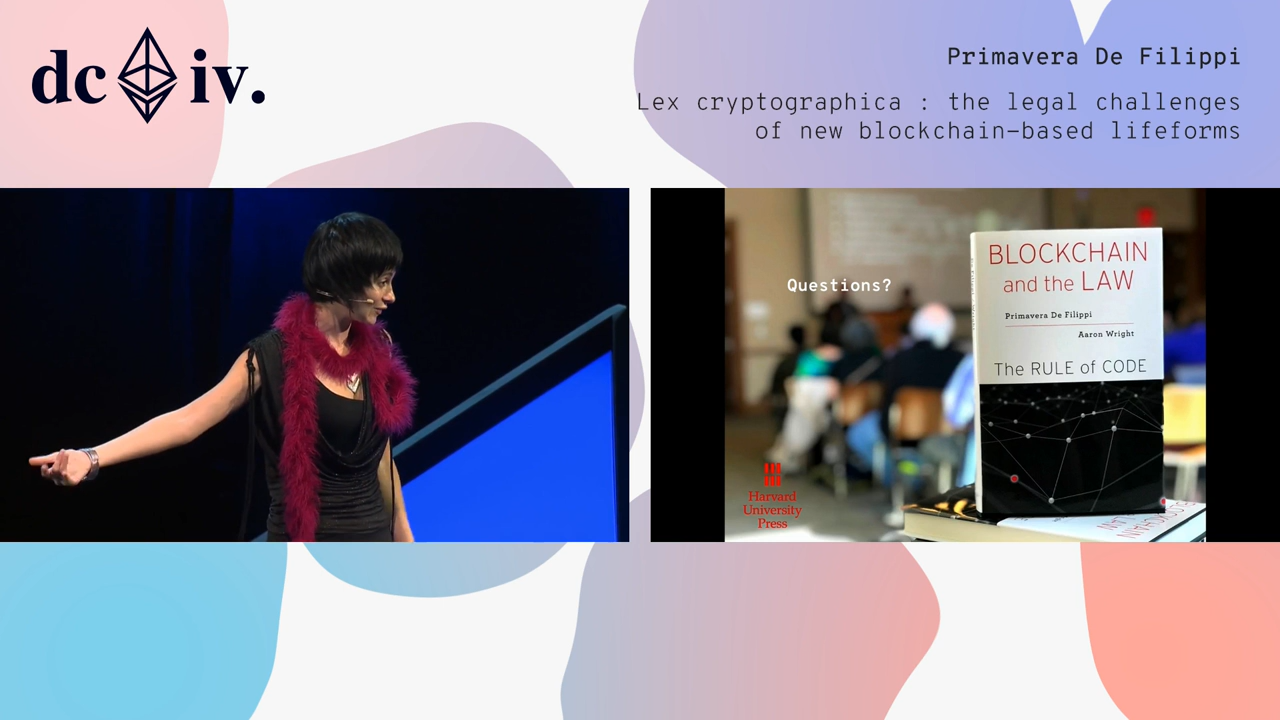 dc iv.
Primavera De Filippi
Lex cryptographica : the legal challenges
of new blockchain-based lifeforms
Questions?
BLOCKCHAIN
and the LAW
Primavera De Filippi
Aaron Wright
The RULE of CODE
Harvard
University
Press